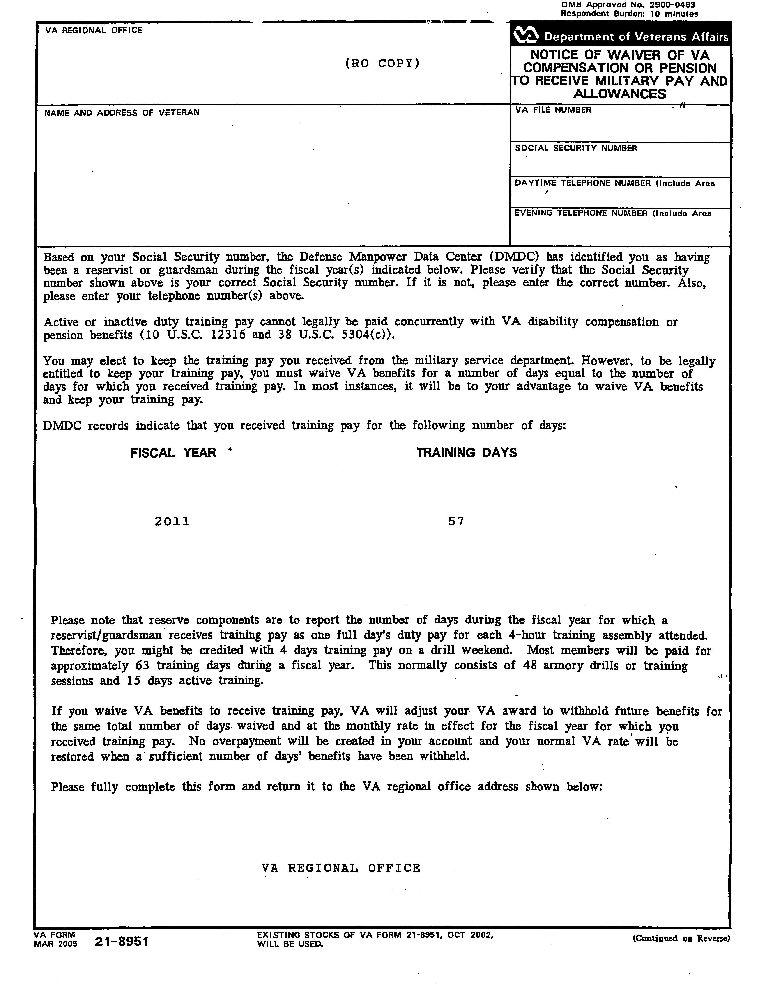 OMB Approved No. 2900-0463
Respondent Burden: 10 minutes
VA REGIONAL OFFICE
(RO COPY)
VA Department of Veterans Affairs
NOTICE OF WAIVER OF VA
COMPENSATION OR PENSION
TO RECEIVE MILITARY PAY AND
ALLOWANCES
NAME AND ADDRESS OF VETERAN
VA FILE NUMBER
SOCIAL SECURITY NUMBER
DAYTIME TELEPHONE NUMBER (Include Area
EVENING TELEPHONE NUMBER (Include Area
Based on your Social Security number, the Defense Manpower Data Center (DMDC) has identified you as having
been a reservist or guardsman during the fiscal year(s) indicated below. Please verify that the Social Security
number shown above is your correct Social Security number. If it is not, please enter the correct number. Also,
please enter your telephone number(s) above.
Active or inactive duty training pay cannot legally be paid concurrently with VA disability compensation or
pension benefits (10 U.S.C. 12316 and 38 U.S.C. 5304(c)).
You may elect to keep the training pay you received from the military service department. However, to be legally
entitled to keep your training pay, you must waive VA benefits for a number of days equal to the number of
days for which you received training pay. In most instances, it will be to your advantage to waive VA benefits
and keep your training pay.
DMDC records indicate that you received training pay for the following number of days:
FISCAL YEAR TRAINING DAYS
2011 57
Please note that reserve components are to report the number of days during the fiscal year for which a
reservist/guardsman receives training pay as one full day's duty pay for each 4-hour training assembly attended.
Therefore, you might be credited with 4 days training pay on a drill weekend. Most members will be paid for
approximately 63 training days during a fiscal year. This normally consists of 48 armory drills or training
sessions and 15 days active training.
If you waive VA benefits to receive training pay, VA will adjust your VA award to withhold future benefits for
the same total number of days waived and at the monthly rate in effect for the fiscal year for which you
received training pay. No overpayment will be created in your account and your normal VA rate will be
restored when a sufficient number of days' benefits have been withheld.
Please fully complete this form and return it to the VA regional office address shown below:
VA REGIONAL OFFICE
VA FORM
MAR 2005 21-8951
EXISTING STOCKS OF VA FORM 21-8951, OCT 2002,
WILL BE USED.
(Continued on Reverse)